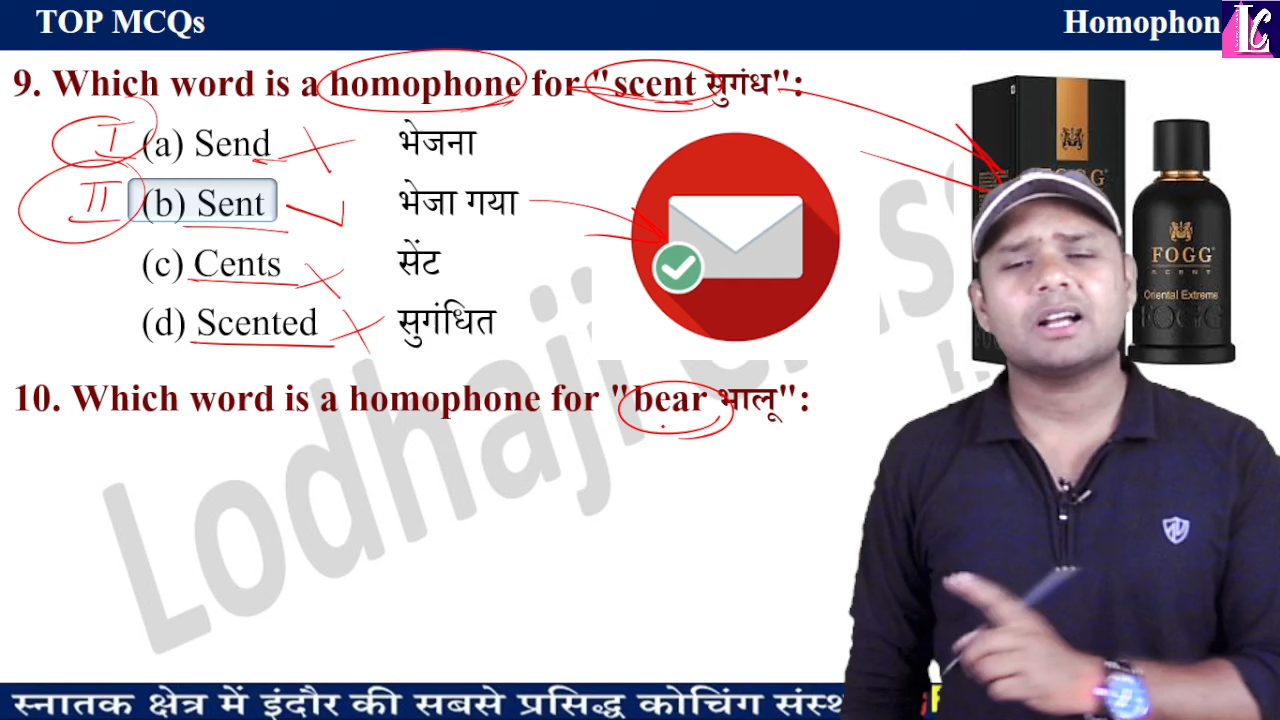 TOP MCQs
Homophon
LC
9. Which word is a homophone for "scent सुगंध":
I (a) Send भेजना
II (b) Sent भेजा गया
(c) Cents सेंट
(d) Scented सुगंधित
FOGG
SCENT
Oriental Extreme
FOGG
10. Which word is a homophone for "bear भालू":
Lodhaji
स्नातक क्षेत्र में इंदौर की सबसे प्रसिद्ध कोचिंग